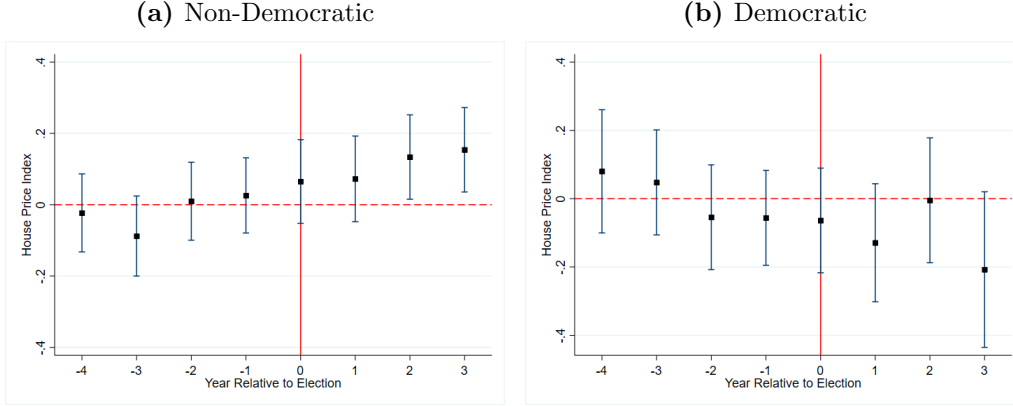 (a) Non-Democratic
(b) Democratic
House Price Index
.4
.2
0
-.2
-.4
-4 -3 -2 -1 0 1 2 3
Year Relative to Election
House Price Index
.4
.2
0
-.2
-.4
-4 -3 -2 -1 0 1 2 3
Year Relative to Election